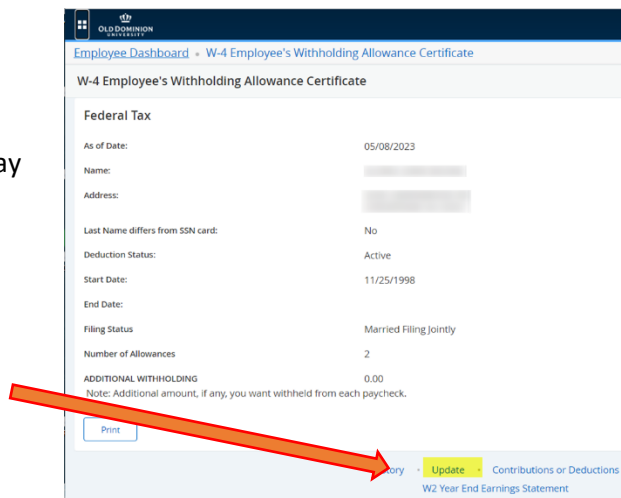 OLD DOMINION
UNIVERSITY
Employee Dashboard • W-4 Employee's Withholding Allowance Certificate
W-4 Employee's Withholding Allowance Certificate
Federal Tax
As of Date: 05/08/2023
ay
Name:
Address:
Last Name differs from SSN card: No
Deduction Status: Active
Start Date: 11/25/1998
End Date:
Filing Status Married Filing Jointly
Number of Allowances 2
ADDITIONAL WITHHOLDING 0.00
Note: Additional amount, if any, you want withheld from each paycheck.
Print
tory • Update • Contributions or Deductions
W2 Year End Earnings Statement